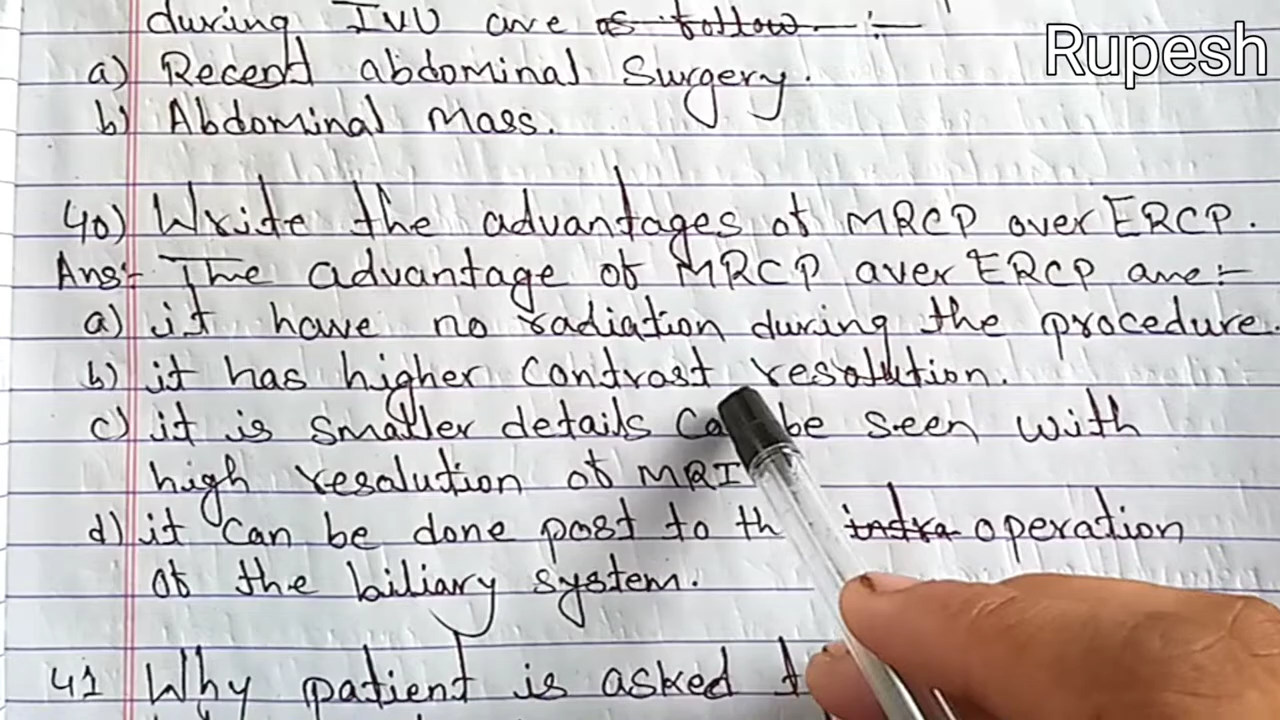 during IVU are as follow :-
Rupesh
a) Recent abdominal Surgery.
b) Abdominal Mass.
40) Write the advantages of MRCP over ERCP.
Ans:- The advantage of MRCP over ERCP are:-
a) it have no radiation during the procedure.
b) it has higher contrast resolution.
c) it is smaller details be seen with
high resolution of MRI
d) it can be done post to intra operation
of the biliary system.
41 Why patient is asked